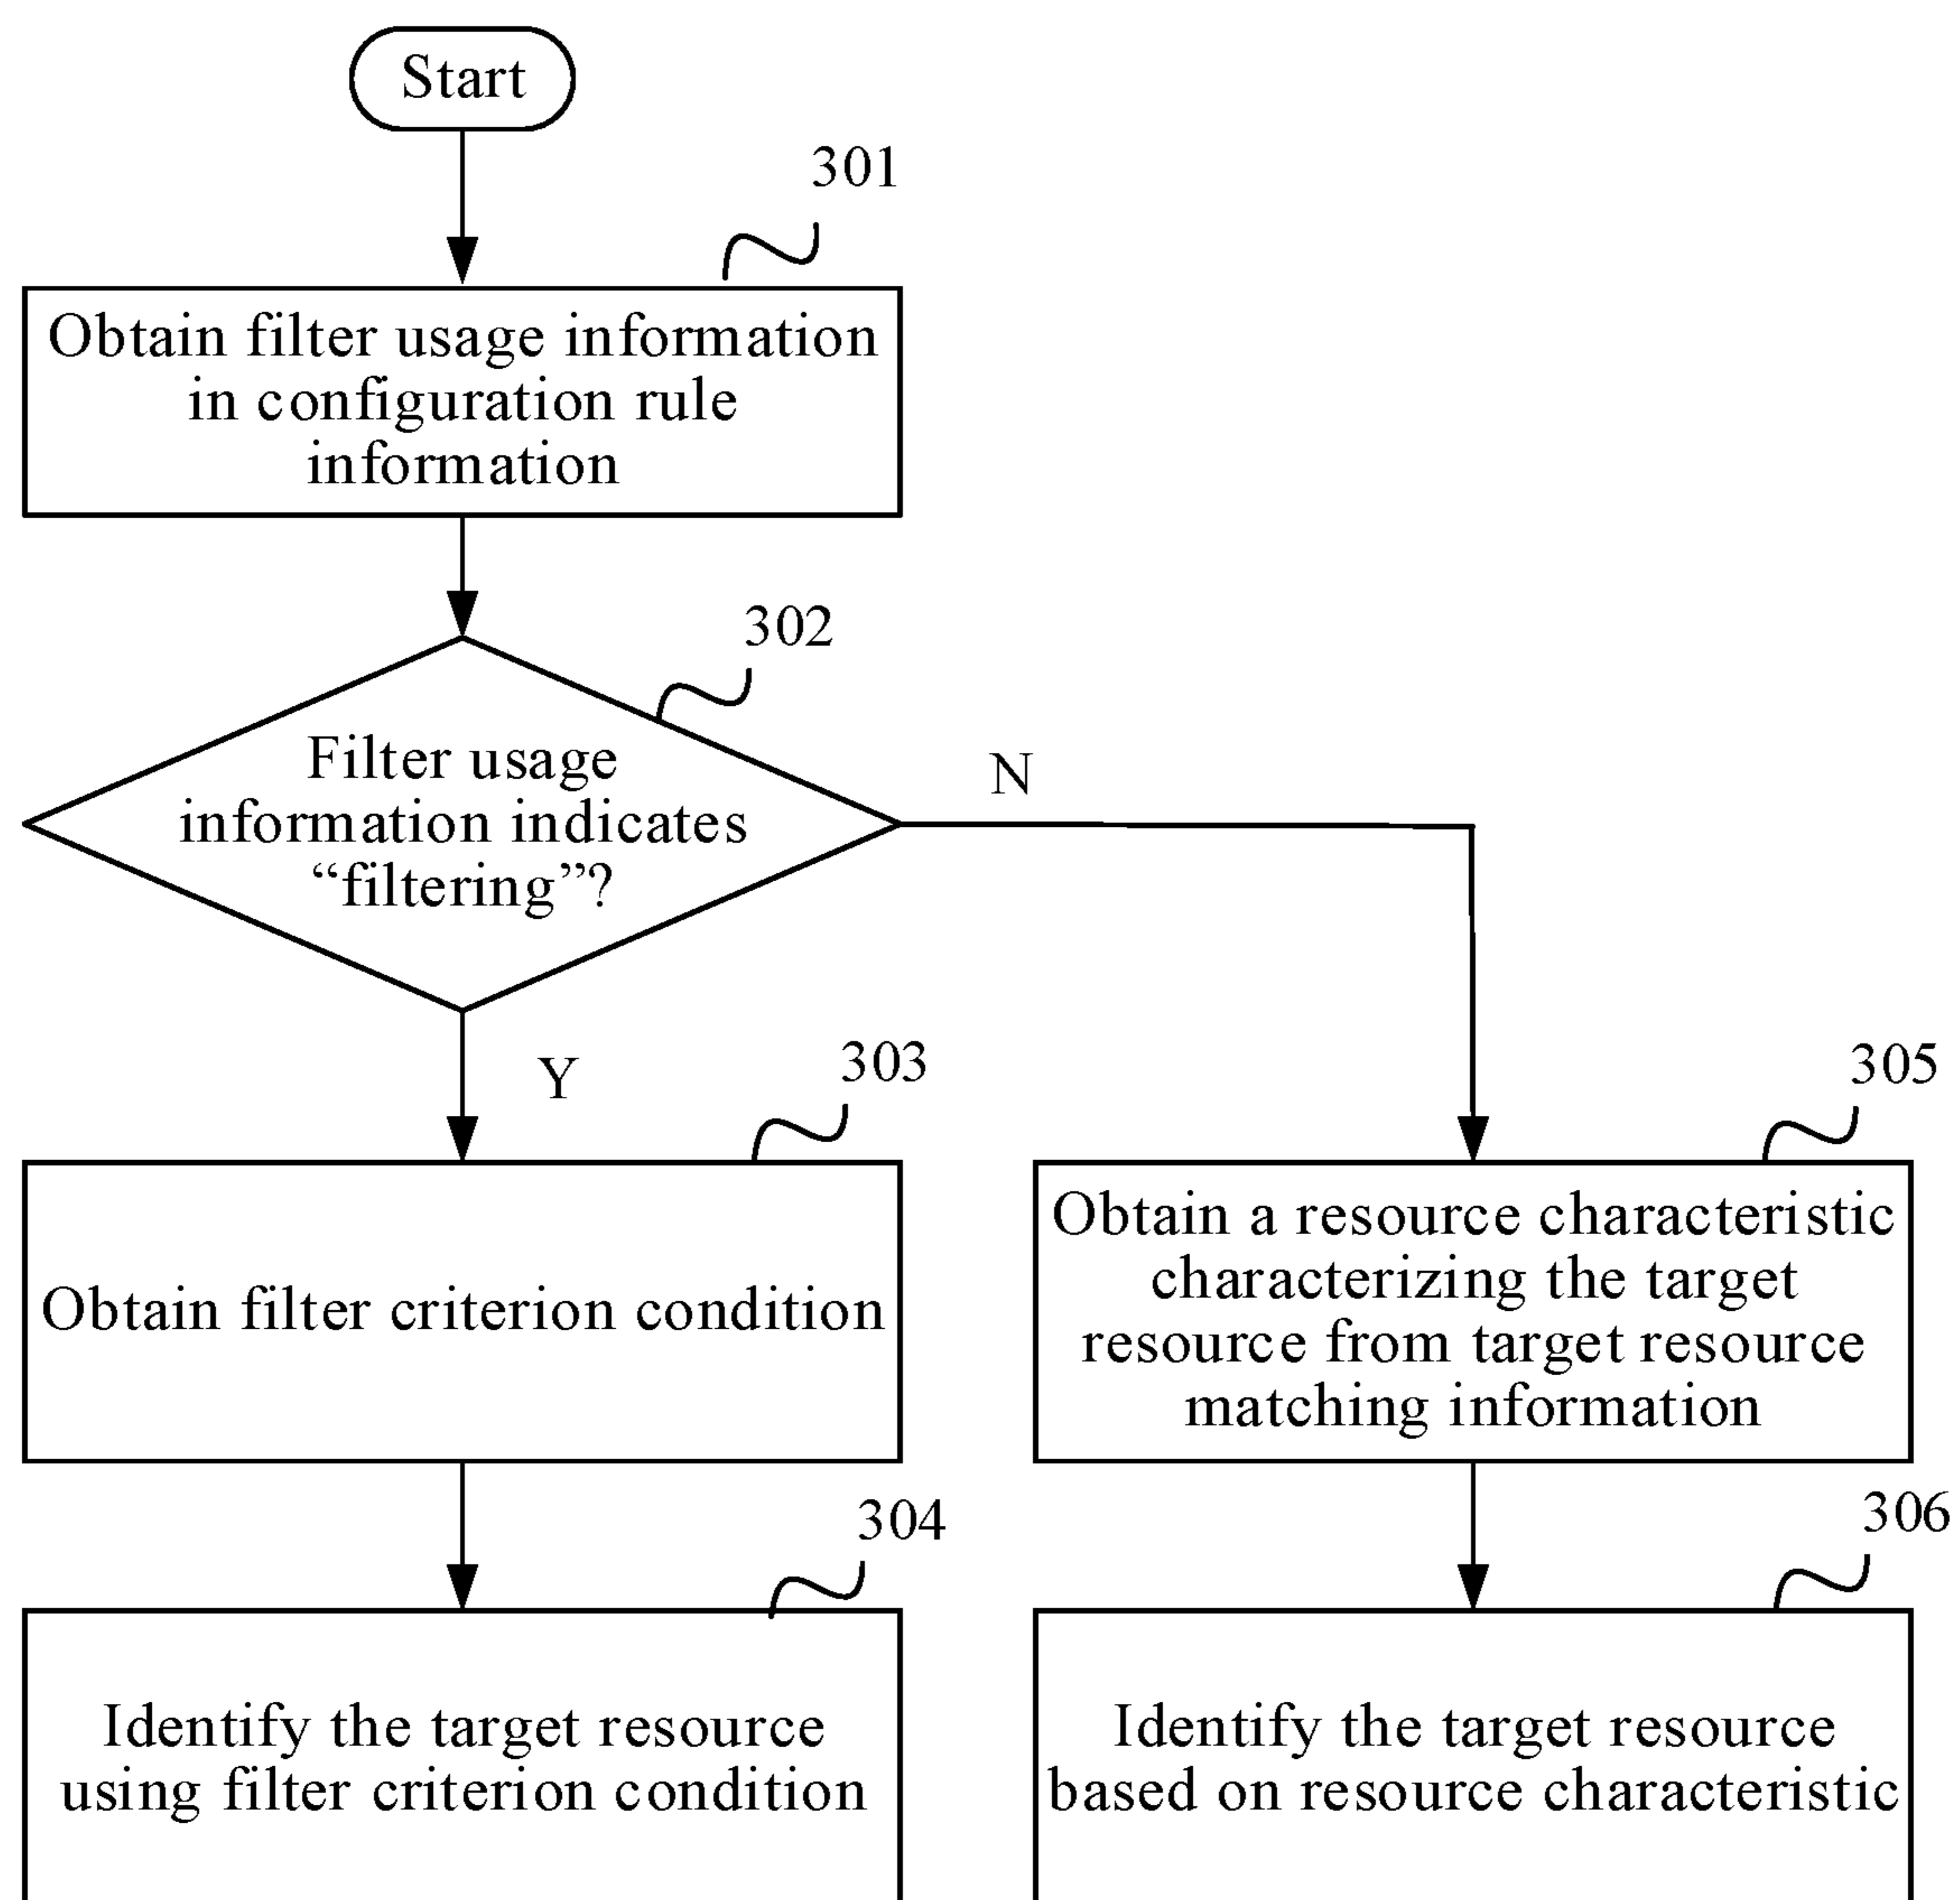 Start
301
Obtain filter usage information
in configuration rule
information
302
Filter usage
information indicates
“filtering”?
N
Y
303
Obtain filter criterion condition
305
Obtain a resource characteristic
characterizing the target
resource from target resource
matching information
304
Identify the target resource
using filter criterion condition
306
Identify the target resource
based on resource characteristic